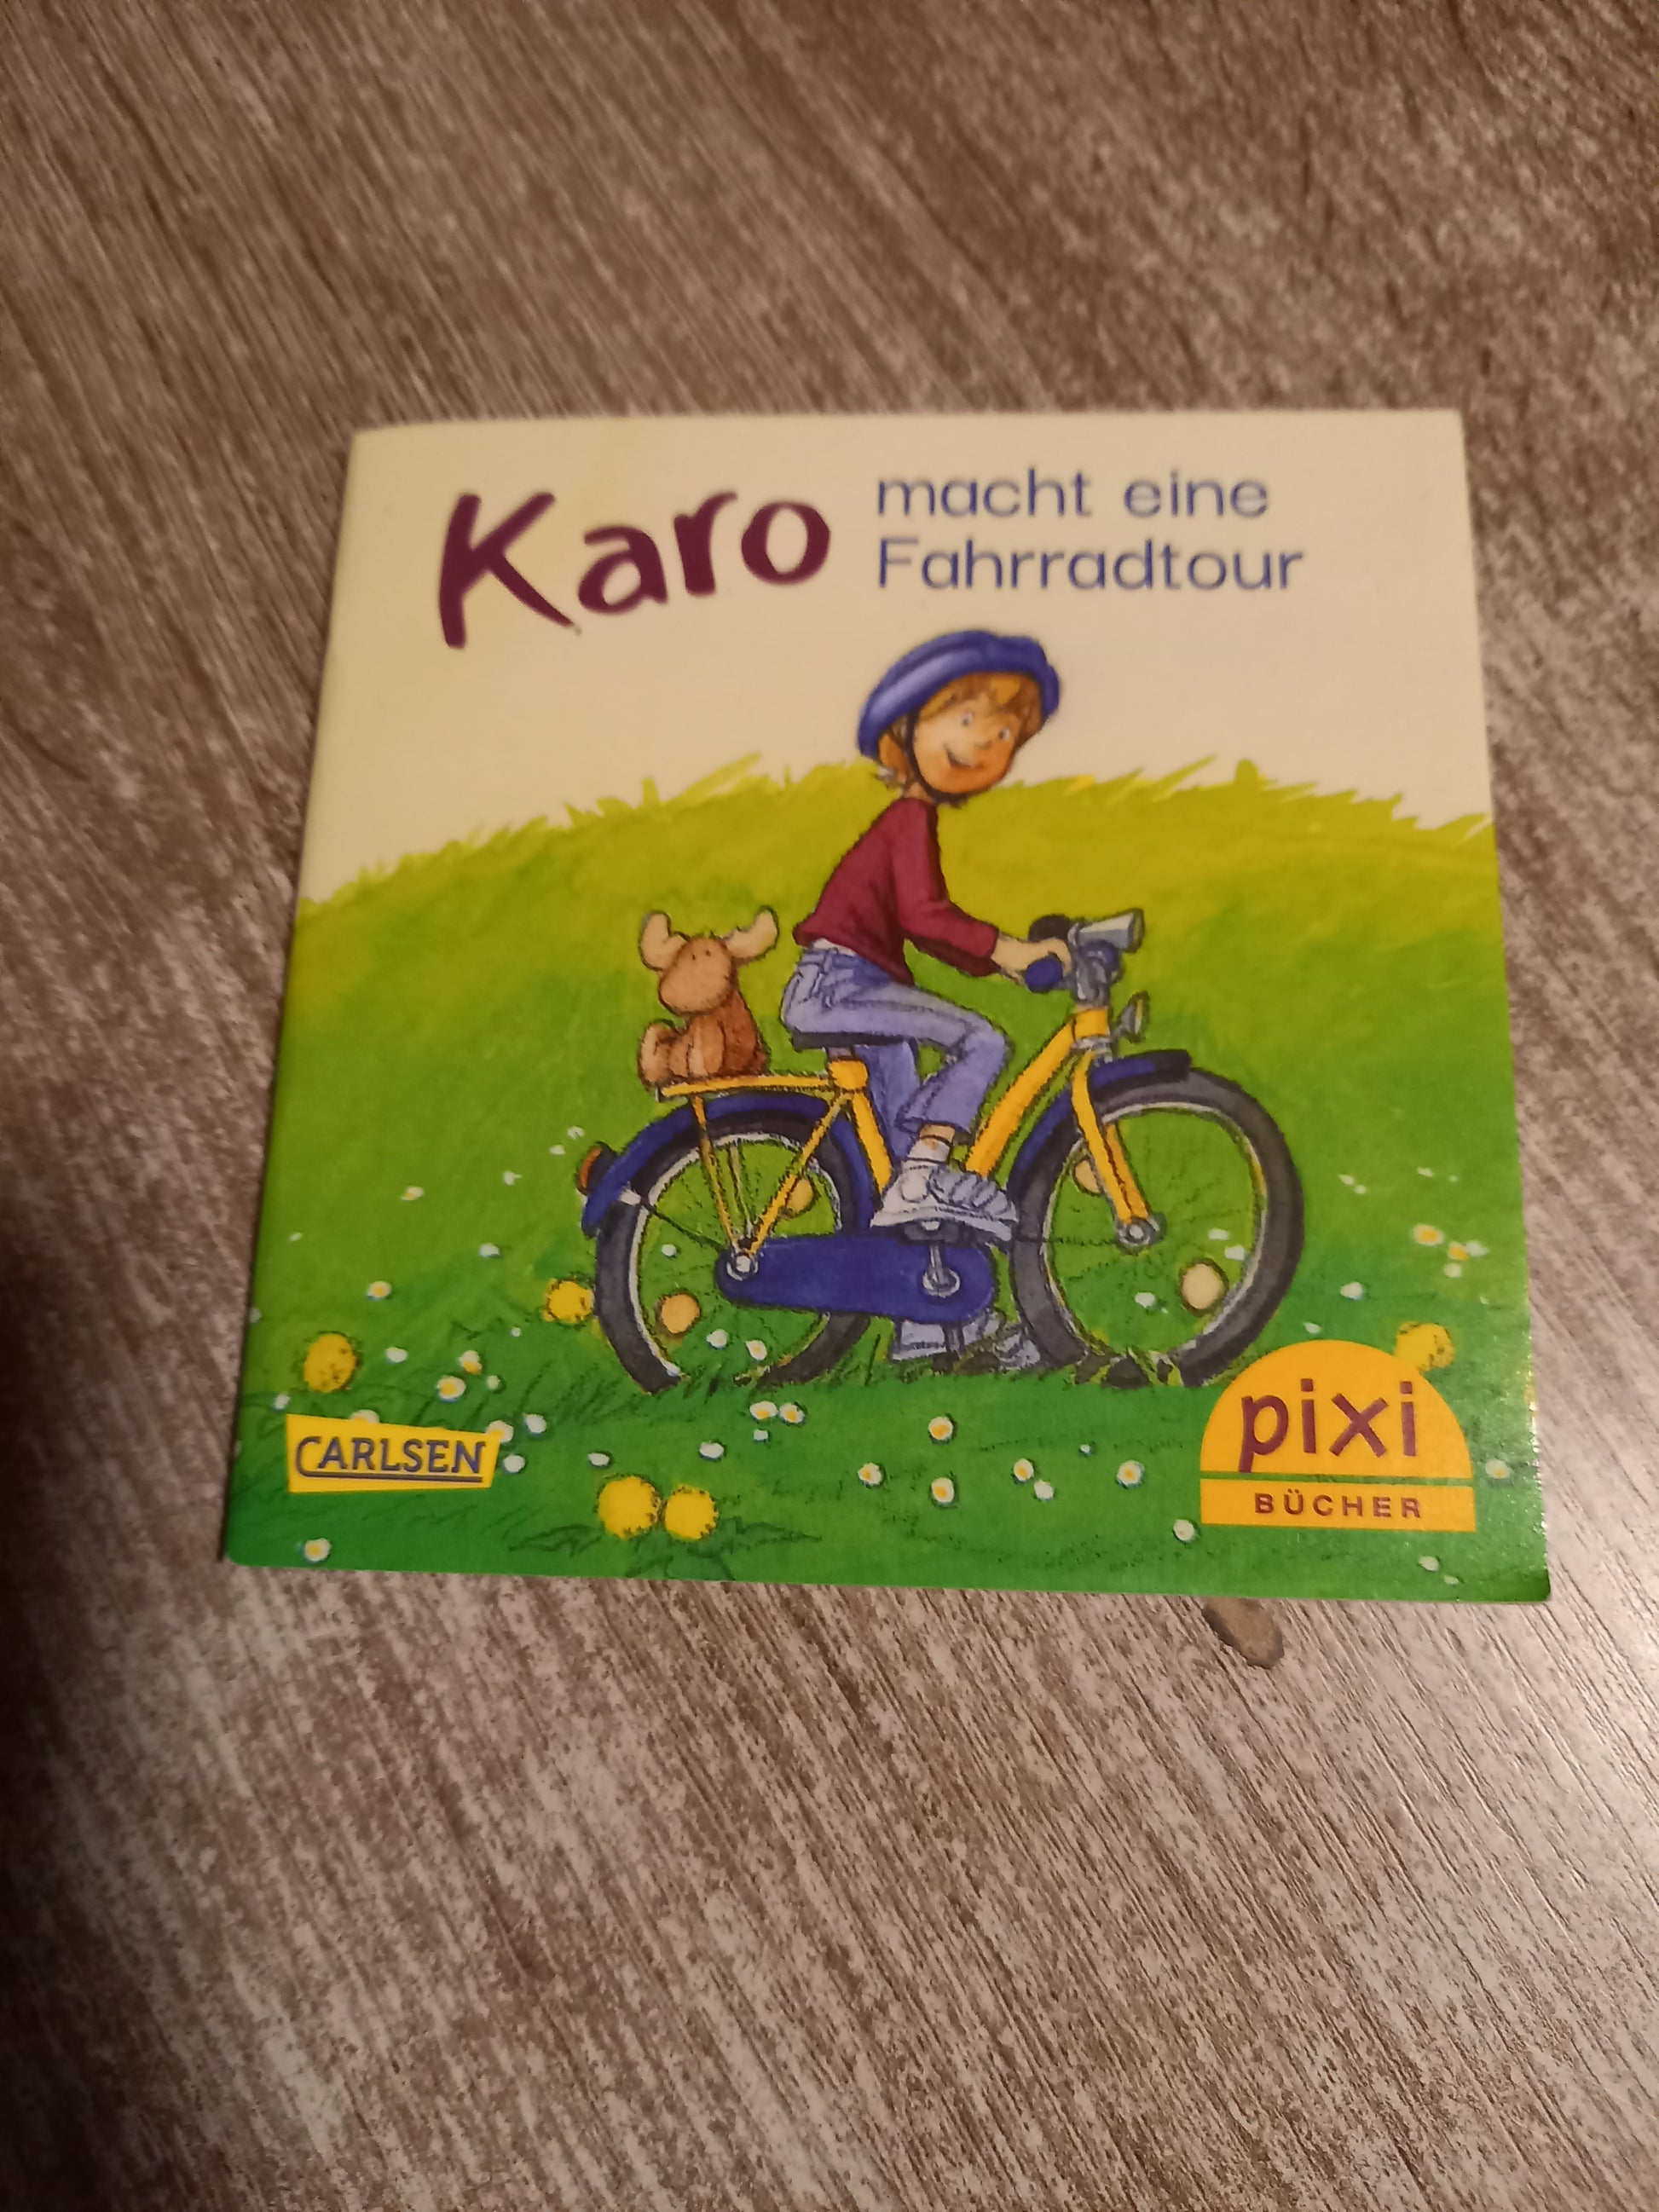 Karo
macht eine
Fahrradtour
CARLSEN
pixi
BÜCHER